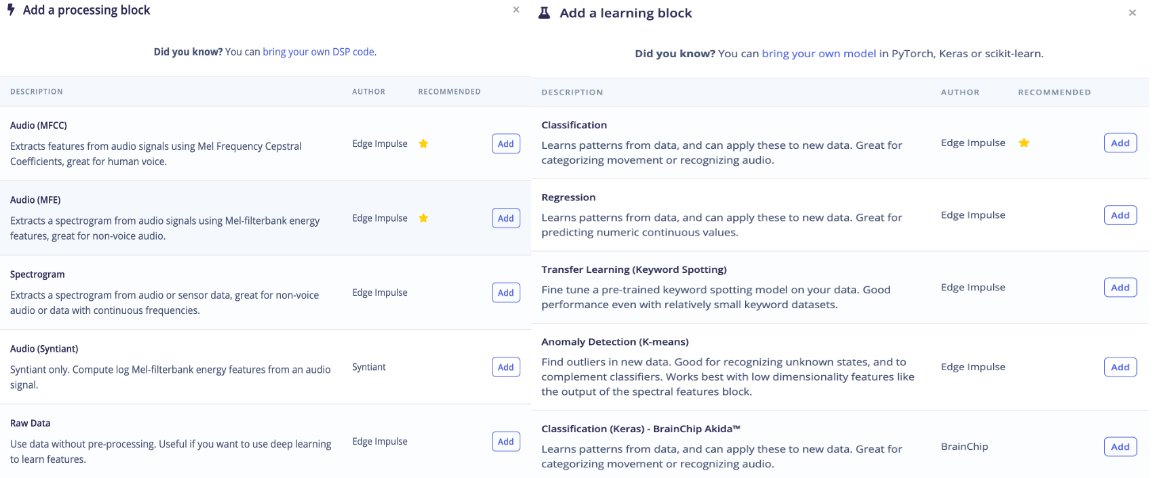 Add a processing block
×
Did you know? You can bring your own DSP code.
DESCRIPTION AUTHOR RECOMMENDED
Audio (MFCC)
Extracts features from audio signals using Mel Frequency Cepstral
Coefficients, great for human voice.
Edge Impulse
Add
Audio (MFE)
Extracts a spectrogram from audio signals using Mel-filterbank energy
features, great for non-voice audio.
Edge Impulse
Add
Spectrogram
Extracts a spectrogram from audio or sensor data, great for non-voice
audio or data with continuous frequencies.
Edge Impulse
Add
Audio (Syntiant)
Syntiant only. Compute log Mel-filterbank energy features from an audio
signal.
Syntiant
Add
Raw Data
Use data without pre-processing. Useful if you want to use deep learning
to learn features.
Edge Impulse
Add
Add a learning block
×
Did you know? You can bring your own model in PyTorch, Keras or scikit-learn.
DESCRIPTION AUTHOR RECOMMENDED
Classification
Learns patterns from data, and can apply these to new data. Great for
categorizing movement or recognizing audio.
Edge Impulse
Add
Regression
Learns patterns from data, and can apply these to new data. Great for
predicting numeric continuous values.
Edge Impulse
Add
Transfer Learning (Keyword Spotting)
Fine tune a pre-trained keyword spotting model on your data. Good
performance even with relatively small keyword datasets.
Edge Impulse
Add
Anomaly Detection (K-means)
Find outliers in new data. Good for recognizing unknown states, and to
complement classifiers. Works best with low dimensionality features like
the output of the spectral features block.
Edge Impulse
Add
Classification (Keras) - BrainChip Akida™
Learns patterns from data, and can apply these to new data. Great for
categorizing movement or recognizing audio.
BrainChip
Add